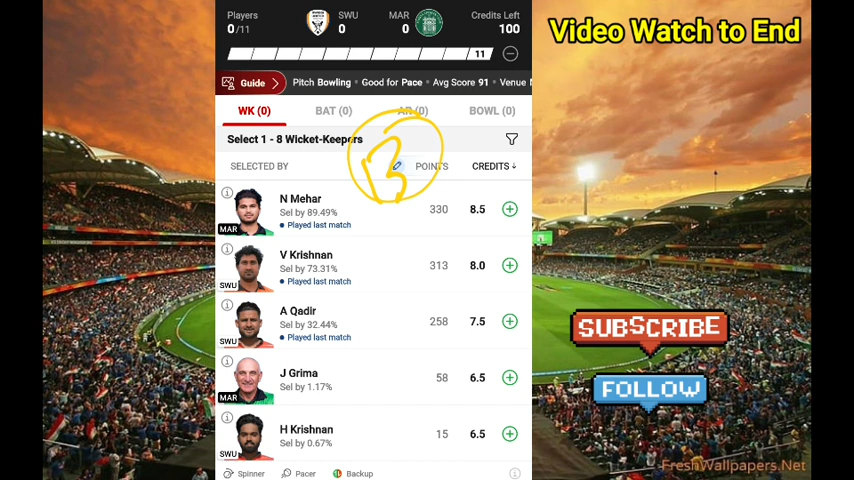 Players SWU MAR Credits Left
0/11 0 0 100
11
Guide Pitch Bowling • Good for Pace • Avg Score 91 • Venue
WK (0) BAT (0) AR (0) BOWL (0)
Select 1 - 8 Wicket-Keepers
SELECTED BY POINTS CREDITS
N Mehar
Sel by 89.49% 330 8.5
MAR • Played last match
V Krishnan
Sel by 73.31% 313 8.0
SWU • Played last match
A Qadir
Sel by 32.44% 258 7.5
SWU • Played last match
J Grima
Sel by 1.17% 58 6.5
MAR
H Krishnan
Sel by 0.67% 15 6.5
SWU
Spinner Pacer Backup
Video Watch to End
SUBSCRIBE
FOLLOW
FreshWallpapers.Net